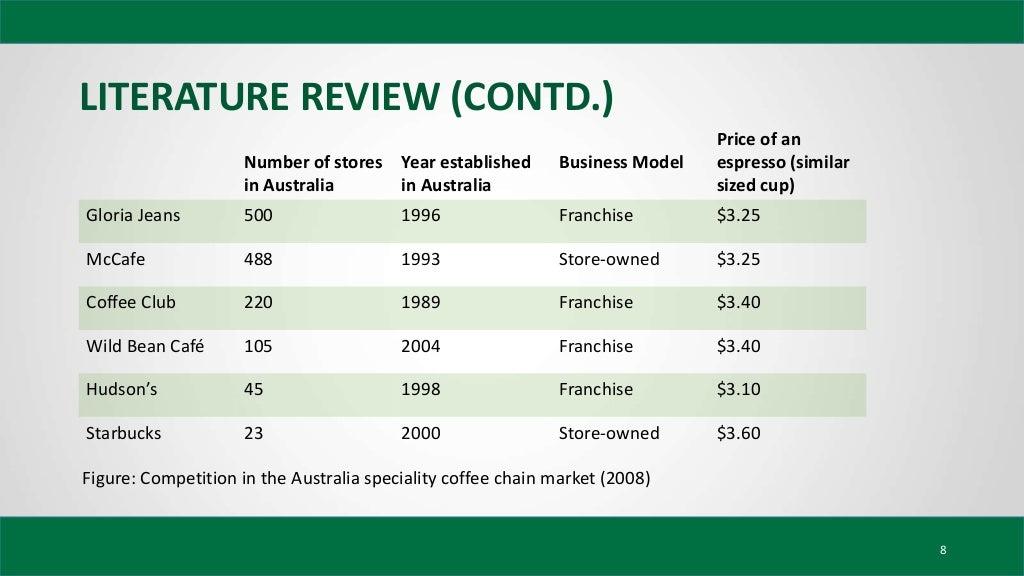 LITERATURE REVIEW (CONTD.)
Number of stores in Australia Year established in Australia Business Model Price of an espresso (similar sized cup)
Gloria Jeans 500 1996 Franchise $3.25
McCafe 488 1993 Store-owned $3.25
Coffee Club 220 1989 Franchise $3.40
Wild Bean Café 105 2004 Franchise $3.40
Hudson’s 45 1998 Franchise $3.10
Starbucks 23 2000 Store-owned $3.60
Figure: Competition in the Australia speciality coffee chain market (2008)
8